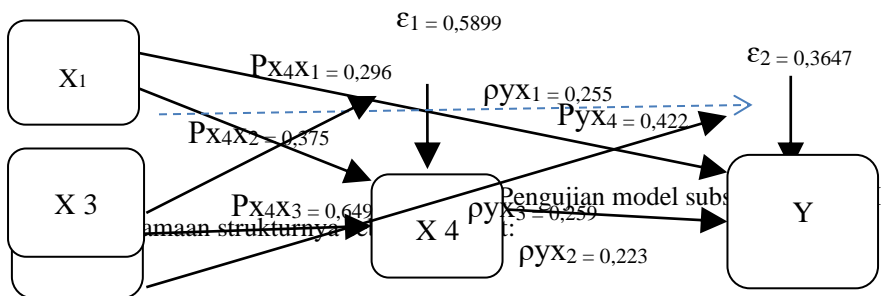 ε1 = 0,5899
X1
Px4x1 = 0,296
ε2 = 0,3647
ρyx1 = 0,255
Pyx4 = 0,422
Px4x2 = 0,375
X 3
Px4x3 = 0,649
Pengujian model subs
ρyx3 = 0,259
Y
amaan strukturnya
X 4
ρyx2 = 0,223